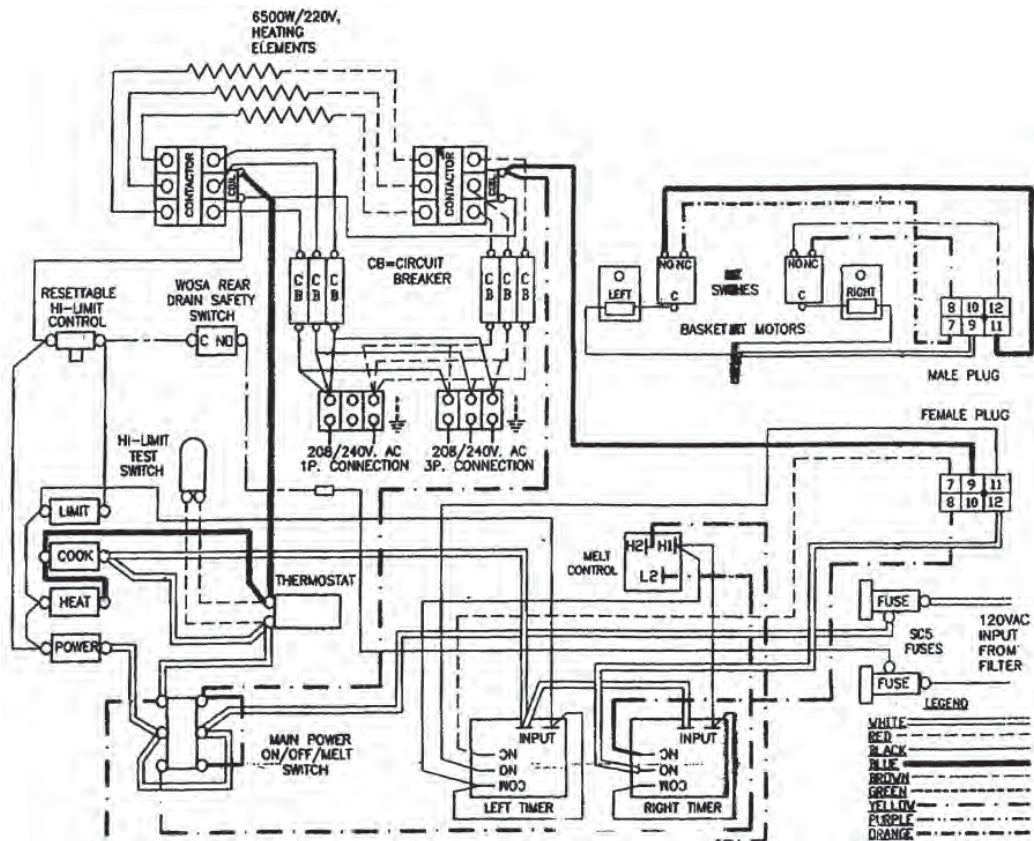 6500W/220V,
HEATING
ELEMENTS
CONTACTOR
COIL
CONTACTOR
COIL
CB=CIRCUIT
BREAKER
C B
C B
C B
C B
C B
C B
RESETTABLE
HI-LIMIT
CONTROL
WOSA REAR
DRAIN SAFETY
SWITCH
C NO
NO NC
C
LEFT
NO NC
C
RIGHT
BASKET
MOTORS
8 10 12
7 9 11
MALE PLUG
FEMALE PLUG
7 9 11
8 10 12
HI-LIMIT
TEST
SWITCH
208/240V. AC
1P. CONNECTION
208/240V. AC
3P. CONNECTION
LIMIT
COOK
HEAT
POWER
THERMOSTAT
MELT
CONTROL
H2 H1
L2
FUSE
SC5
FUSES
FUSE
120VAC
INPUT
FROM
FILTER
MAIN POWER
ON/OFF/MELT
SWITCH
INPUT
NC
NO
COM
LEFT TIMER
INPUT
NC
NO
COM
RIGHT TIMER
LEGEND
WHITE
RED
BLACK
BLUE
BROWN
GREEN
YELLOW
PURPLE
ORANGE